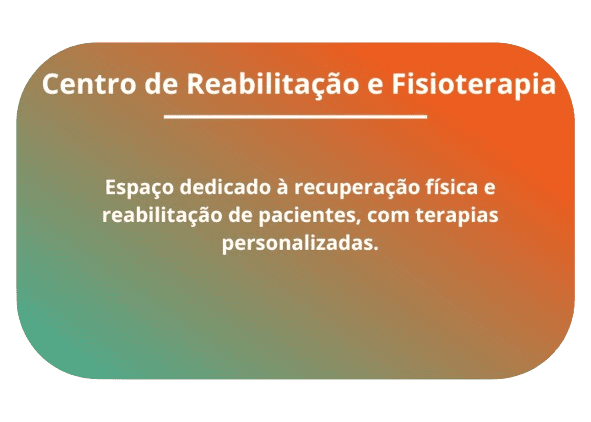 Centro de Reabilitação e Fisioterapia
Espaço dedicado à recuperação física e
reabilitação de pacientes, com terapias
personalizadas.